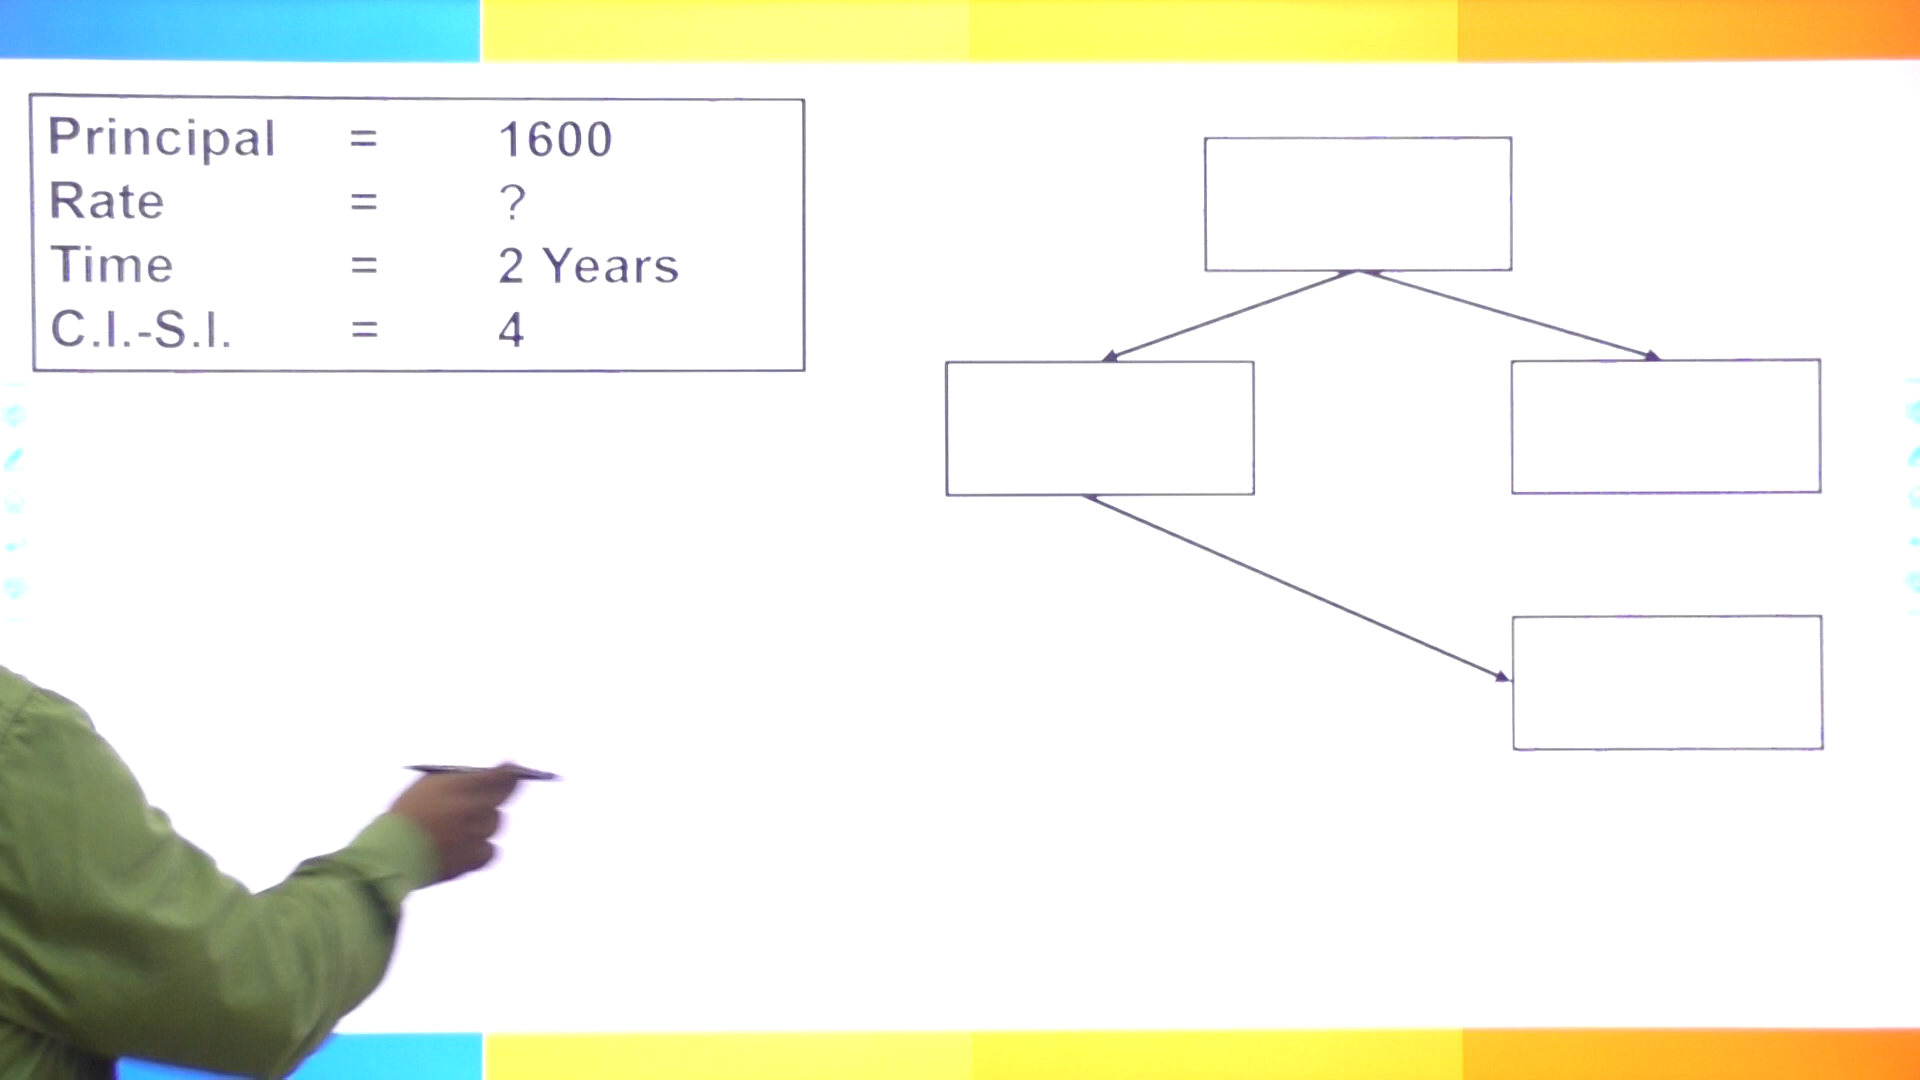 Principal = 1600
Rate = ?
Time = 2 Years
C.I.-S.I. = 4